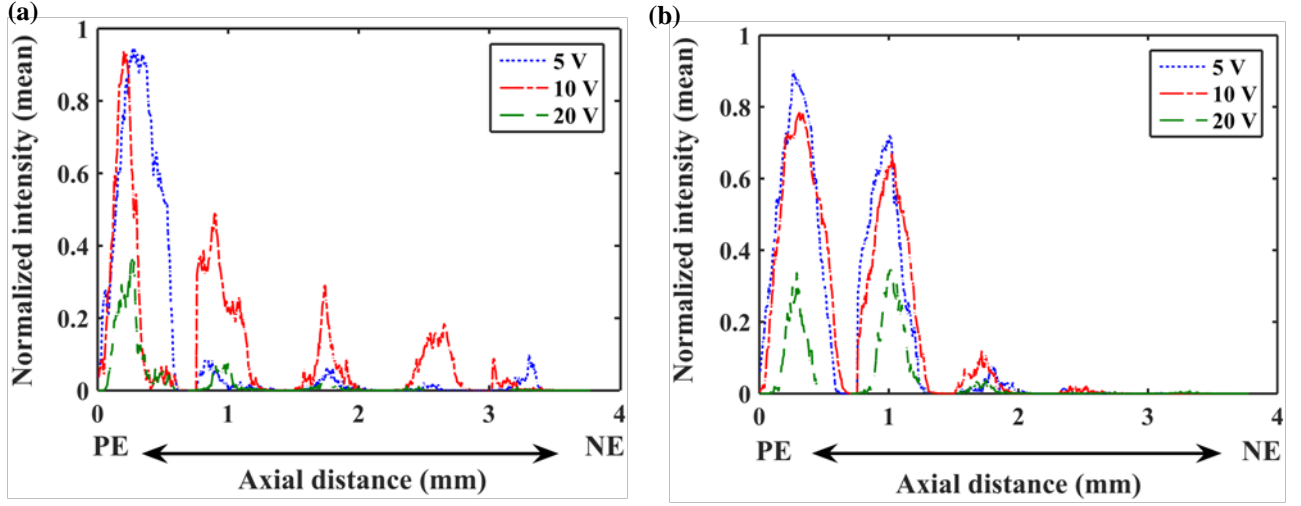 (a)
Normalized intensity (mean)
1
0.8
0.6
0.4
0.2
0
5 V
10 V
20 V
0 1 2 3 4
PE NE
Axial distance (mm)
(b)
Normalized intensity (mean)
1
0.8
0.6
0.4
0.2
0
5 V
10 V
20 V
0 1 2 3 4
PE NE
Axial distance (mm)